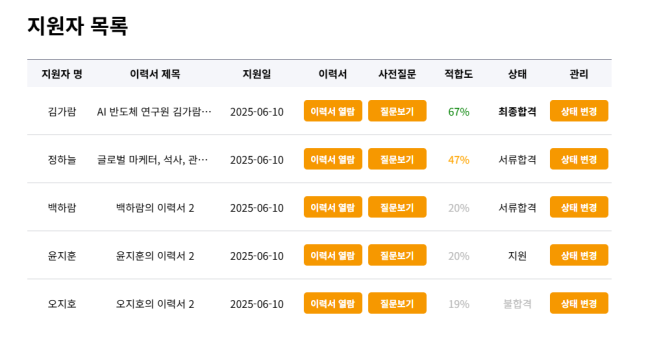 지원자 목록
지원자 명 이력서 제목 지원일 이력서 사전질문 적합도 상태 관리
김가람 AI 반도체 연구원 김가람… 2025-06-10 이력서 열람 질문보기 67% 최종합격 상태 변경
정하늘 글로벌 마케터, 석사, 관… 2025-06-10 이력서 열람 질문보기 47% 서류합격 상태 변경
백하람 백하람의 이력서 2 2025-06-10 이력서 열람 질문보기 20% 서류합격 상태 변경
윤지훈 윤지훈의 이력서 2 2025-06-10 이력서 열람 질문보기 20% 지원 상태 변경
오지호 오지호의 이력서 2 2025-06-10 이력서 열람 질문보기 19% 불합격 상태 변경